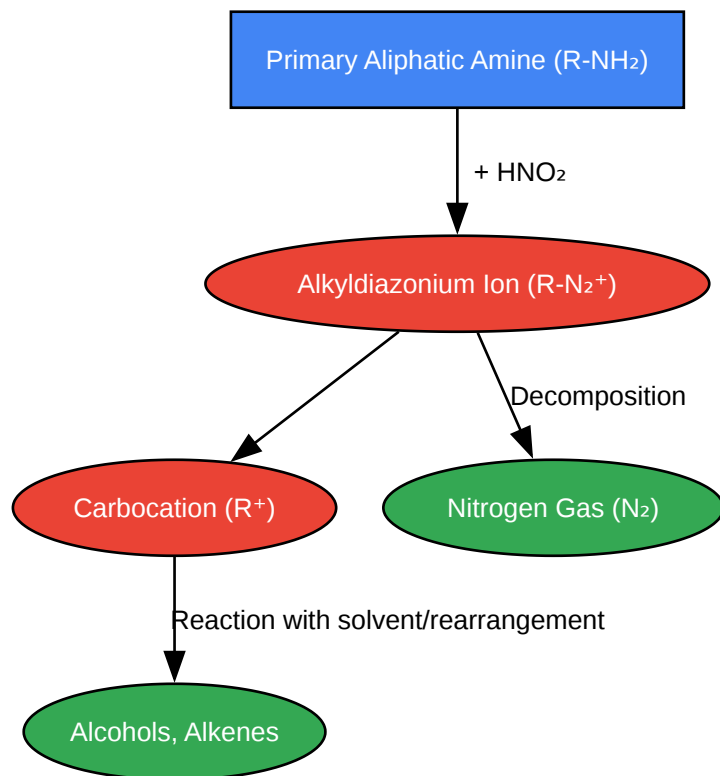 Primary Aliphatic Amine (R-NH₂)
+ HNO₂
Alkyldiazonium Ion (R-N₂⁺)
Decomposition
Carbocation (R⁺)
Nitrogen Gas (N₂)
Reaction with solvent/rearrangement
Alcohols, Alkenes